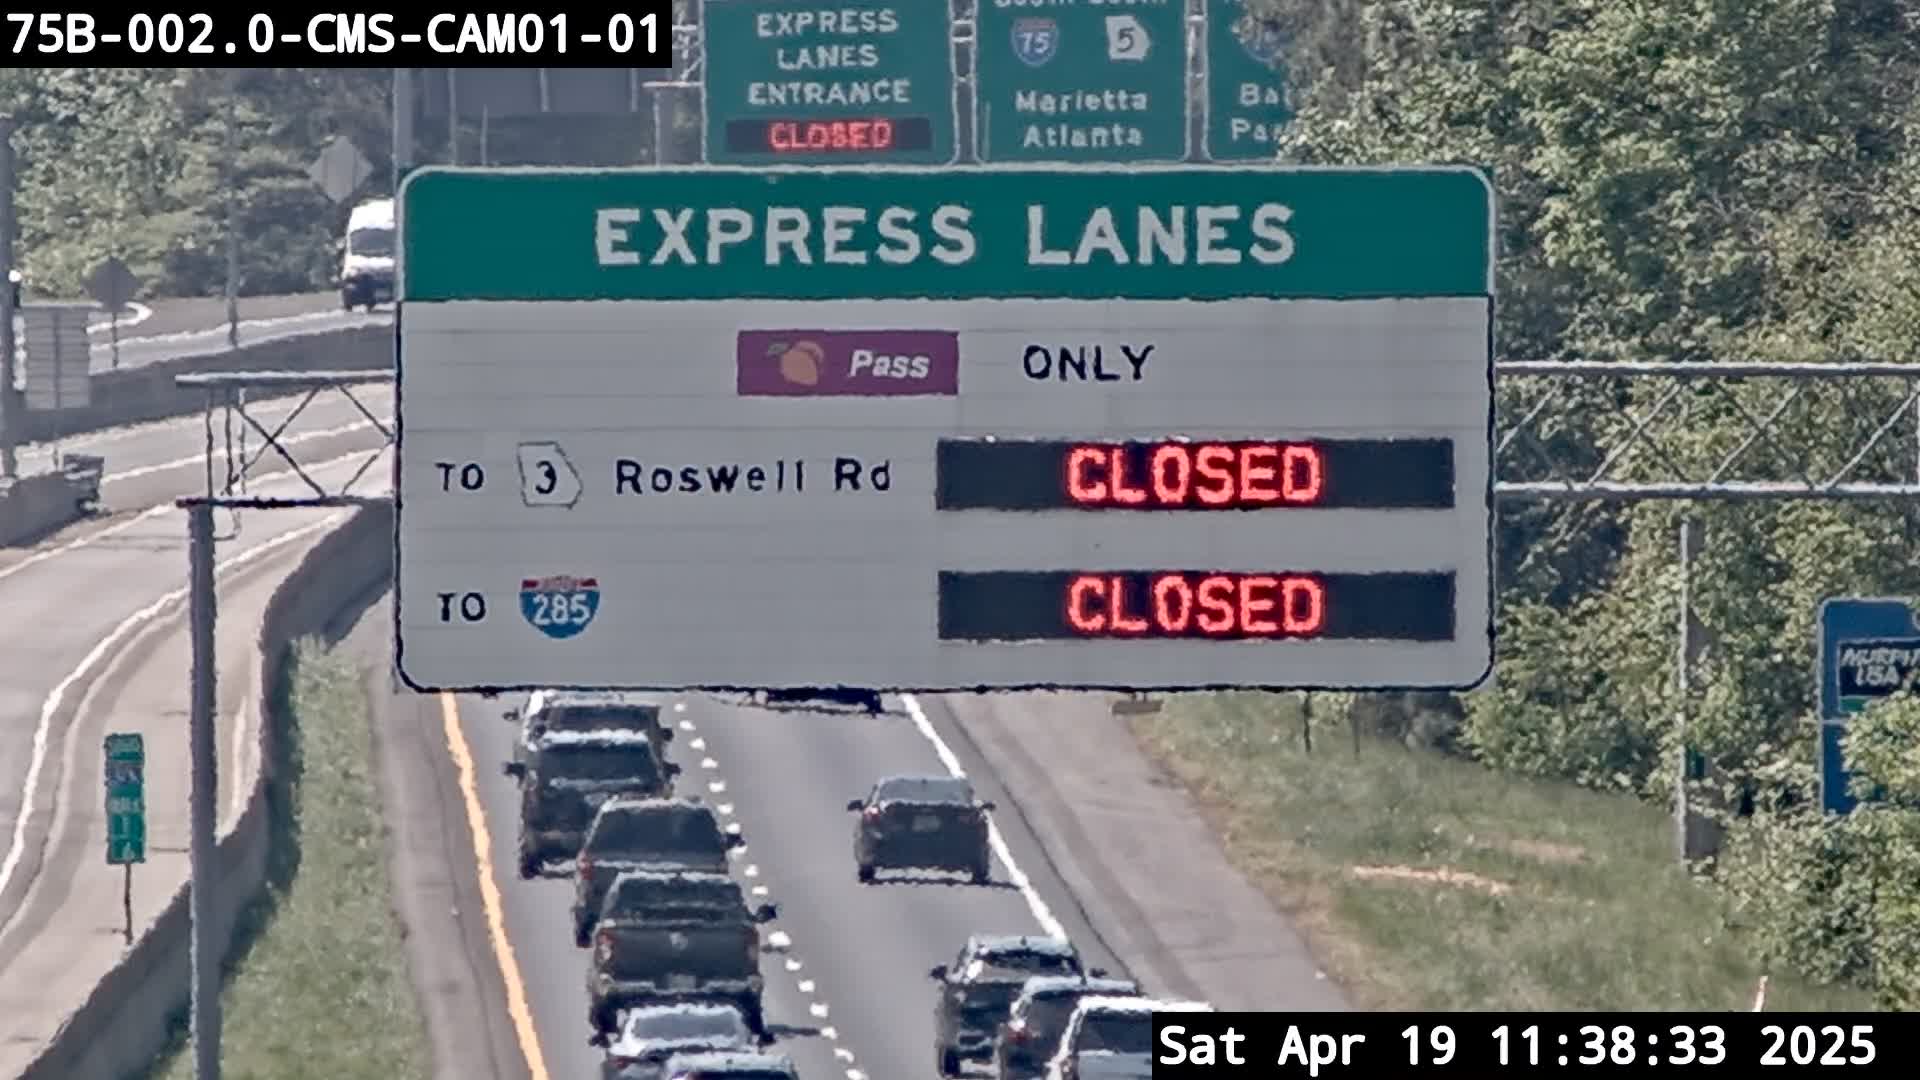 75B-002.0-CMS-CAM01-01
EXPRESS
LANES
ENTRANCE
CLOSED
75 5
Marietta
Atlanta
EXPRESS LANES
Pass ONLY
TO 3 Roswell Rd CLOSED
TO 285 CLOSED
USA
Sat Apr 19 11:38:33 2025